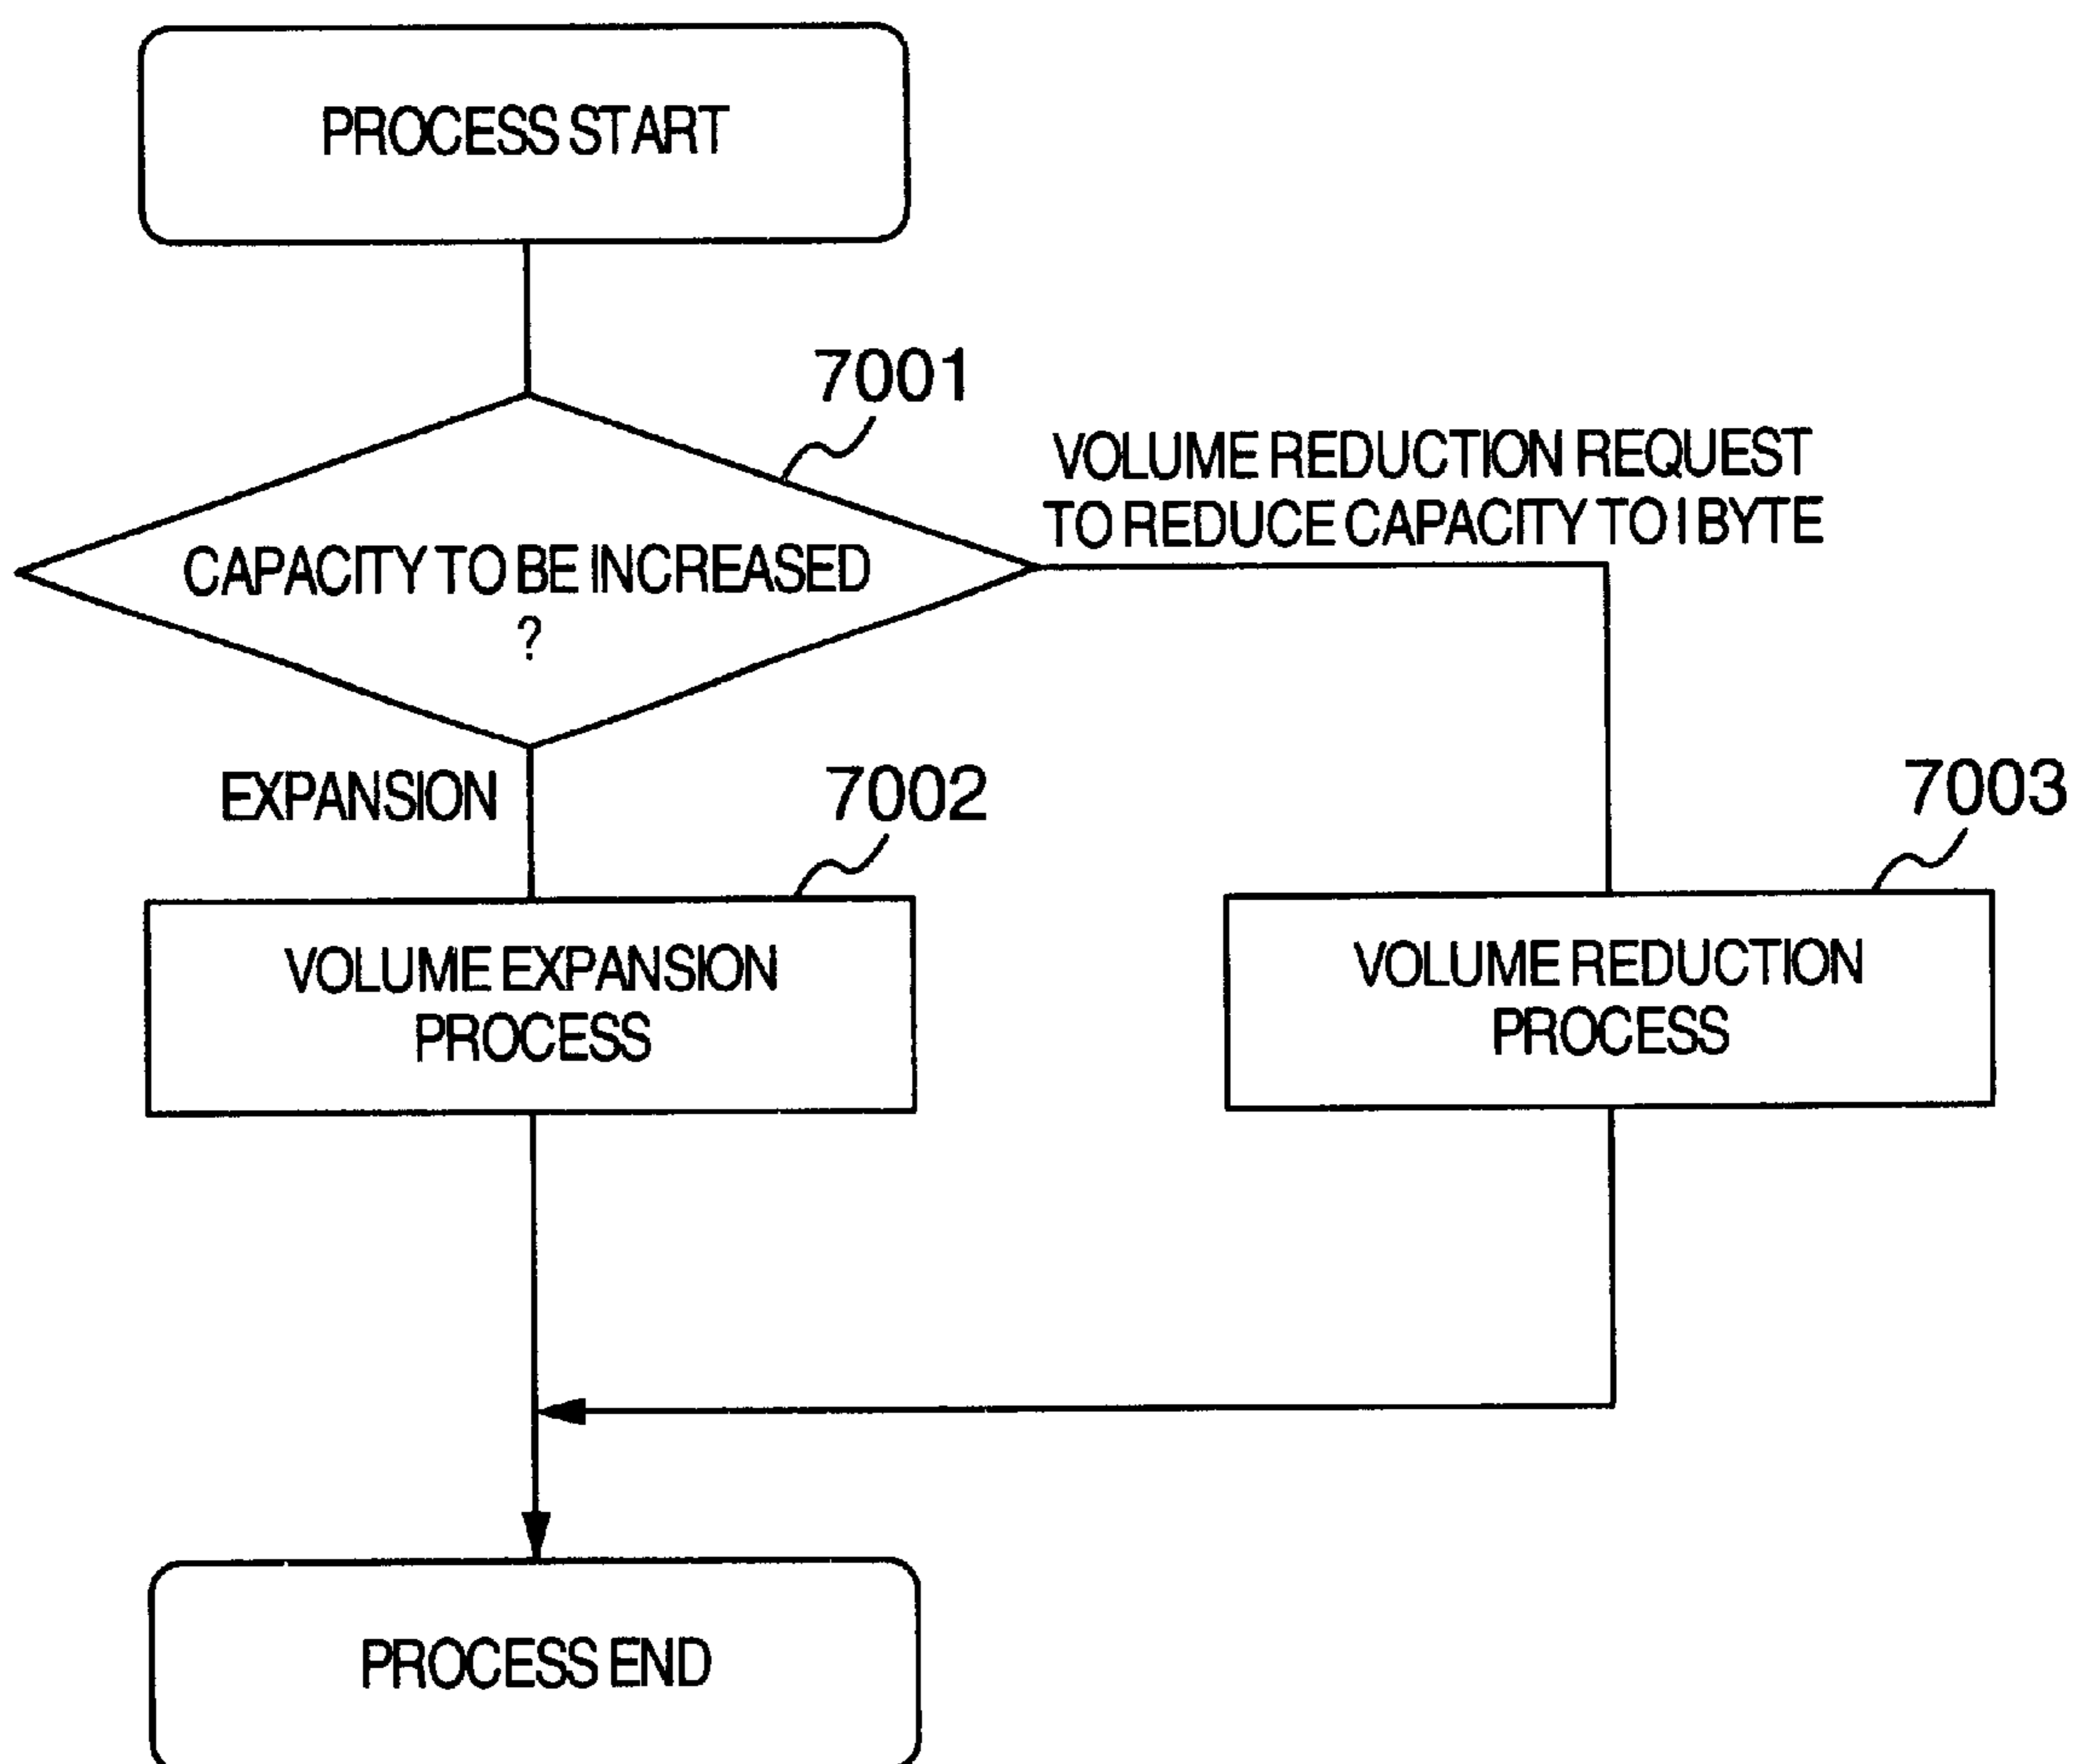 PROCESS START
7001
VOLUME REDUCTION REQUEST
TO REDUCE CAPACITY TO I BYTE
CAPACITY TO BE INCREASED
?
EXPANSION
7002
7003
VOLUME EXPANSION
PROCESS
VOLUME REDUCTION
PROCESS
PROCESS END